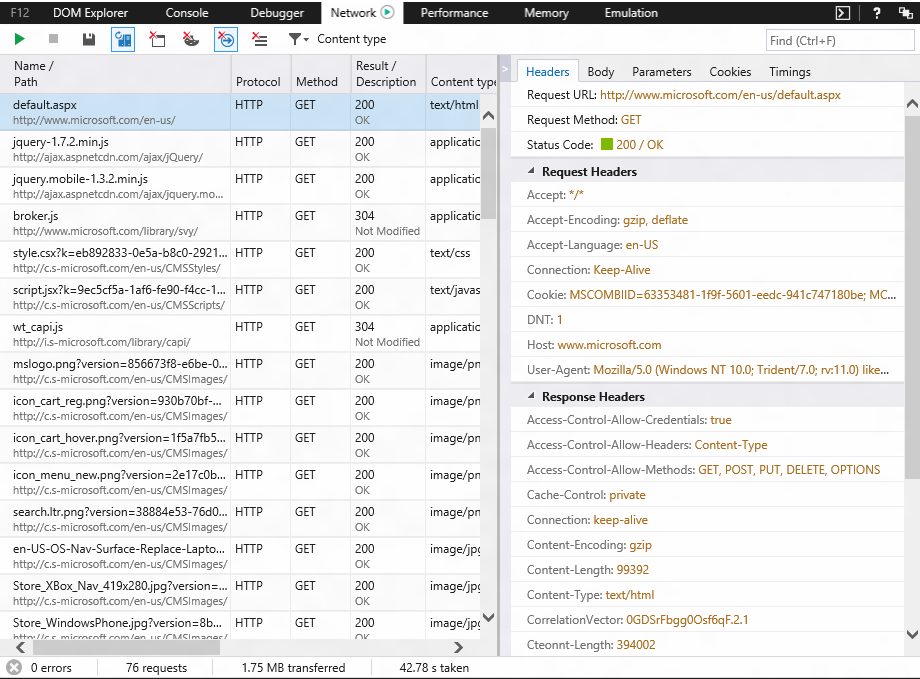 F12 DOM Explorer Console Debugger Network Performance Memory Emulation ?
Content type Find (Ctrl+F)
Name /
Path
Protocol
Method
Result /
Description
Content type
default.aspx HTTP GET 200 text/html
http://www.microsoft.com/en-us/ OK
jquery-1.7.2.min.js HTTP GET 200 applicatic
http://ajax.aspnetcdn.com/ajax/jQuery/ OK
jquery.mobile-1.3.2.min.js HTTP GET 200 applicatic
http://ajax.aspnetcdn.com/ajax/jquery.mo... OK
broker.js HTTP GET 304 applicatic
http://www.microsoft.com/library/svy/ Not Modified
style.csx?k=eb892833-0e5a-b8c0-2921... HTTP GET 200 text/css
http://c.s-microsoft.com/en-us/CMSStyles/ OK
script.jsx?k=9ec5cf5a-1af6-fe90-f4cc-1... HTTP GET 200 text/javas
http://c.s-microsoft.com/en-us/CMSScripts/ OK
wt_capi.js HTTP GET 304 applicatic
http://i.s-microsoft.com/library/capi/ Not Modified
mslogo.png?version=856673f8-e6be-0... HTTP GET 200 image/pn
http://c.s-microsoft.com/en-us/CMSImages/ OK
icon_cart_reg.png?version=930b70bf-... HTTP GET 200 image/pn
http://c.s-microsoft.com/en-us/CMSImages/ OK
icon_cart_hover.png?version=1f5a7fb5... HTTP GET 200 image/pn
http://c.s-microsoft.com/en-us/CMSImages/ OK
icon_menu_new.png?version=2e17c0b... HTTP GET 200 image/pn
http://c.s-microsoft.com/en-us/CMSImages/ OK
search.ltr.png?version=38884e53-76d0... HTTP GET 200 image/pn
http://c.s-microsoft.com/en-us/CMSImages/ OK
en-US-OS-Nav-Surface-Replace-Lapto... HTTP GET 200 image/jpg
http://c.s-microsoft.com/en-us/CMSImages/ OK
Store_XBox_Nav_419x280.jpg?version=... HTTP GET 200 image/jpg
http://c.s-microsoft.com/en-us/CMSImages/ OK
Store_WindowsPhone.jpg?version=8b... HTTP GET 200 image/jpg
http://c.s-microsoft.com/en-us/CMSImages/ OK
Headers Body Parameters Cookies Timings
Request URL: http://www.microsoft.com/en-us/default.aspx
Request Method: GET
Status Code: 200 / OK
Request Headers
Accept: */*
Accept-Encoding: gzip, deflate
Accept-Language: en-US
Connection: Keep-Alive
Cookie: MSCOMBIID=63353481-1f9f-5601-eedc-941c747180be; MC...
DNT: 1
Host: www.microsoft.com
User-Agent: Mozilla/5.0 (Windows NT 10.0; Trident/7.0; rv:11.0) like...
Response Headers
Access-Control-Allow-Credentials: true
Access-Control-Allow-Headers: Content-Type
Access-Control-Allow-Methods: GET, POST, PUT, DELETE, OPTIONS
Cache-Control: private
Connection: keep-alive
Content-Encoding: gzip
Content-Length: 99392
Content-Type: text/html
CorrelationVector: 0GDSrFbgg0Osf6qF.2.1
Cteonnt-Length: 394002
0 errors 76 requests 1.75 MB transferred 42.78 s taken